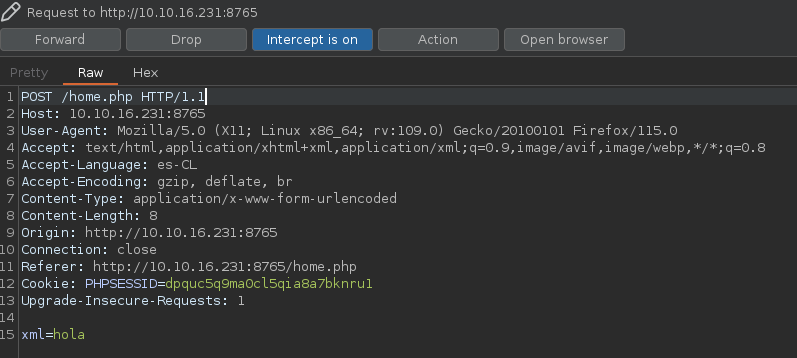 Request to http://10.10.16.231:8765
Forward Drop Intercept is on Action Open browser
Pretty Raw Hex
1 POST /home.php HTTP/1.1
2 Host: 10.10.16.231:8765
3 User-Agent: Mozilla/5.0 (X11; Linux x86_64; rv:109.0) Gecko/20100101 Firefox/115.0
4 Accept: text/html,application/xhtml+xml,application/xml;q=0.9,image/avif,image/webp,*/*;q=0.8
5 Accept-Language: es-CL
6 Accept-Encoding: gzip, deflate, br
7 Content-Type: application/x-www-form-urlencoded
8 Content-Length: 8
9 Origin: http://10.10.16.231:8765
10 Connection: close
11 Referer: http://10.10.16.231:8765/home.php
12 Cookie: PHPSESSID=dpquc5q9ma0cl5qia8a7bknru1
13 Upgrade-Insecure-Requests: 1
14
15 xml=hola